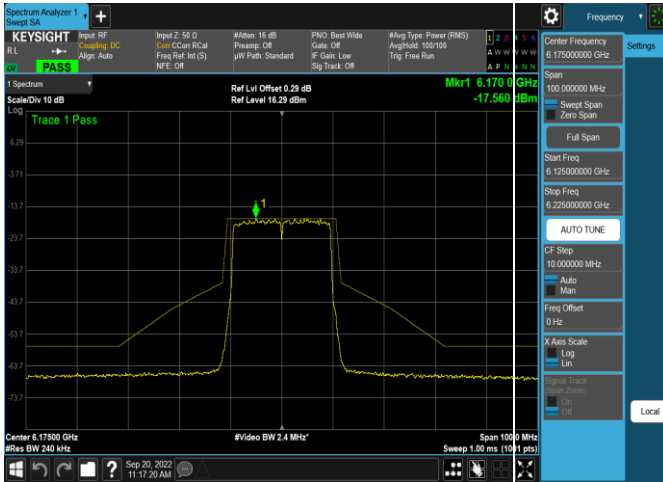 Spectrum Analyzer 1
Swept SA
+
Frequency
KEYSIGHT
RL
PASS
Input: RF
Coupling: DC
Align: Auto
Input Z: 50 Ω
Corr CCorr RCal
Freq Ref: Int (S)
NFE: Off
#Atten: 16 dB
Preamp: Off
µW Path: Standard
PNO: Best Wide
Gate: Off
IF Gain: Low
Sig Track: Off
#Avg Type: Power (RMS)
Avg|Hold: 100/100
Trig: Free Run
1 2 3 4 5 6
A W W W W W
A P N N N N
1 Spectrum
Scale/Div 10 dB
Log
Ref Lvl Offset 0.29 dB
Ref Level 16.29 dBm
Mkr1 6.170 0 GHz
-17.560 dBm
Trace 1 Pass
6.29
-3.71
-13.7
-23.7
-33.7
-43.7
-53.7
-63.7
-73.7
1
Center 6.17500 GHz
#Res BW 240 kHz
#Video BW 2.4 MHz*
Span 100.0 MHz
Sweep 1.00 ms (1001 pts)
Sep 20, 2022
11:17:20 AM
?
Center Frequency
6.175000000 GHz
Span
100.000000 MHz
Swept Span
Zero Span
Full Span
Start Freq
6.125000000 GHz
Stop Freq
6.225000000 GHz
AUTO TUNE
CF Step
10.000000 MHz
Auto
Man
Freq Offset
0 Hz
X Axis Scale
Log
Lin
Signal Track
(Span Zoom)
On
Off
Settings
Local